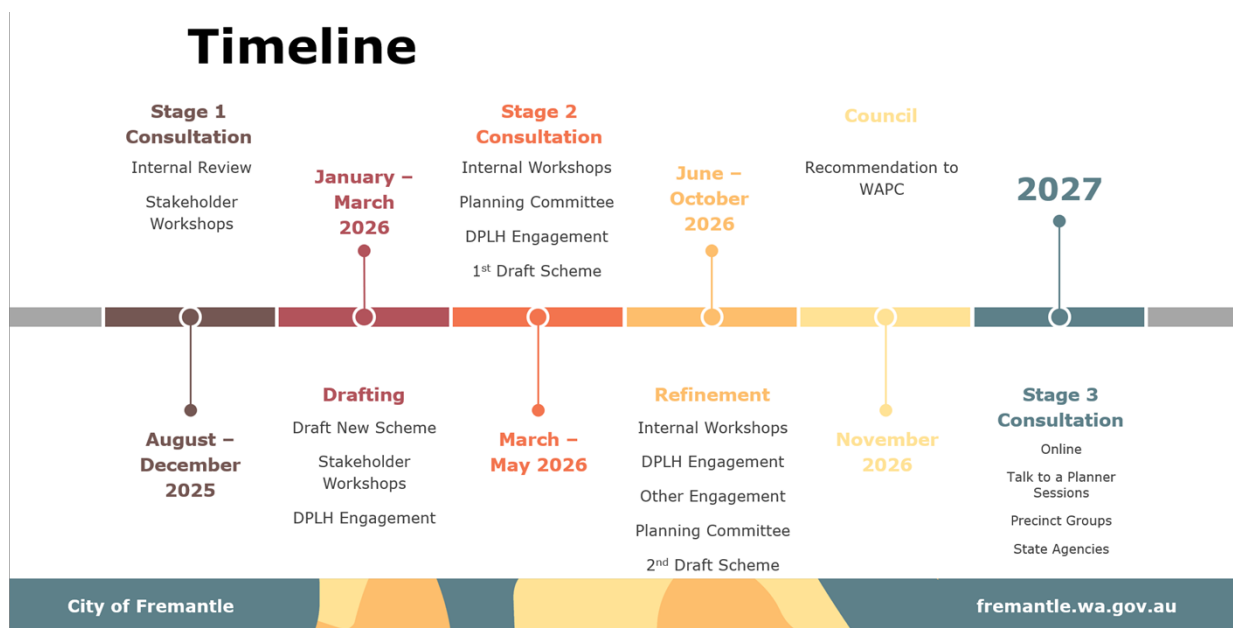 Timeline
Stage 1
Consultation
Internal Review
Stakeholder
Workshops
August –
December
2025
January –
March
2026
Drafting
Draft New Scheme
Stakeholder
Workshops
DPLH Engagement
Stage 2
Consultation
Internal Workshops
Planning Committee
DPLH Engagement
1st Draft Scheme
March –
May 2026
June –
October
2026
Refinement
Internal Workshops
DPLH Engagement
Other Engagement
Planning Committee
2nd Draft Scheme
Council
Recommendation to
WAPC
November
2026
2027
Stage 3
Consultation
Online
Talk to a Planner
Sessions
Precinct Groups
State Agencies
City of Fremantle
fremantle.wa.gov.au